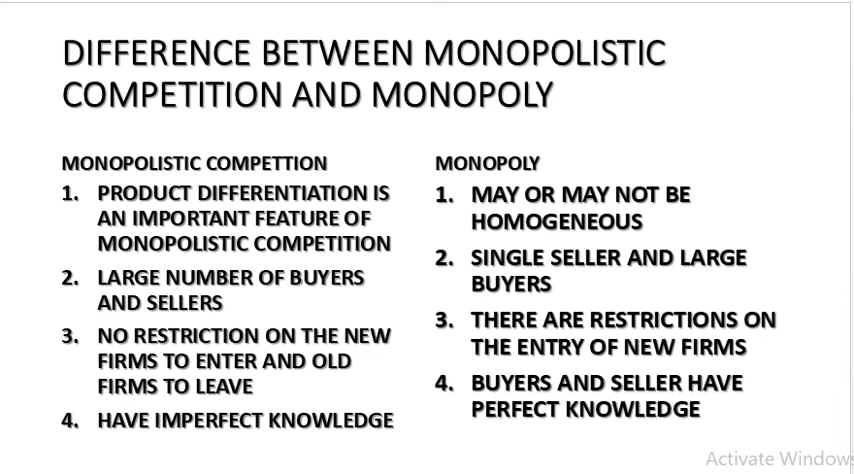 DIFFERENCE BETWEEN MONOPOLISTIC
COMPETITION AND MONOPOLY
MONOPOLISTIC COMPETTION
1. PRODUCT DIFFERENTIATION IS
AN IMPORTANT FEATURE OF
MONOPOLISTIC COMPETITION
2. LARGE NUMBER OF BUYERS
AND SELLERS
3. NO RESTRICTION ON THE NEW
FIRMS TO ENTER AND OLD
FIRMS TO LEAVE
4. HAVE IMPERFECT KNOWLEDGE
MONOPOLY
1. MAY OR MAY NOT BE
HOMOGENEOUS
2. SINGLE SELLER AND LARGE
BUYERS
3. THERE ARE RESTRICTIONS ON
THE ENTRY OF NEW FIRMS
4. BUYERS AND SELLER HAVE
PERFECT KNOWLEDGE
Activate Windows